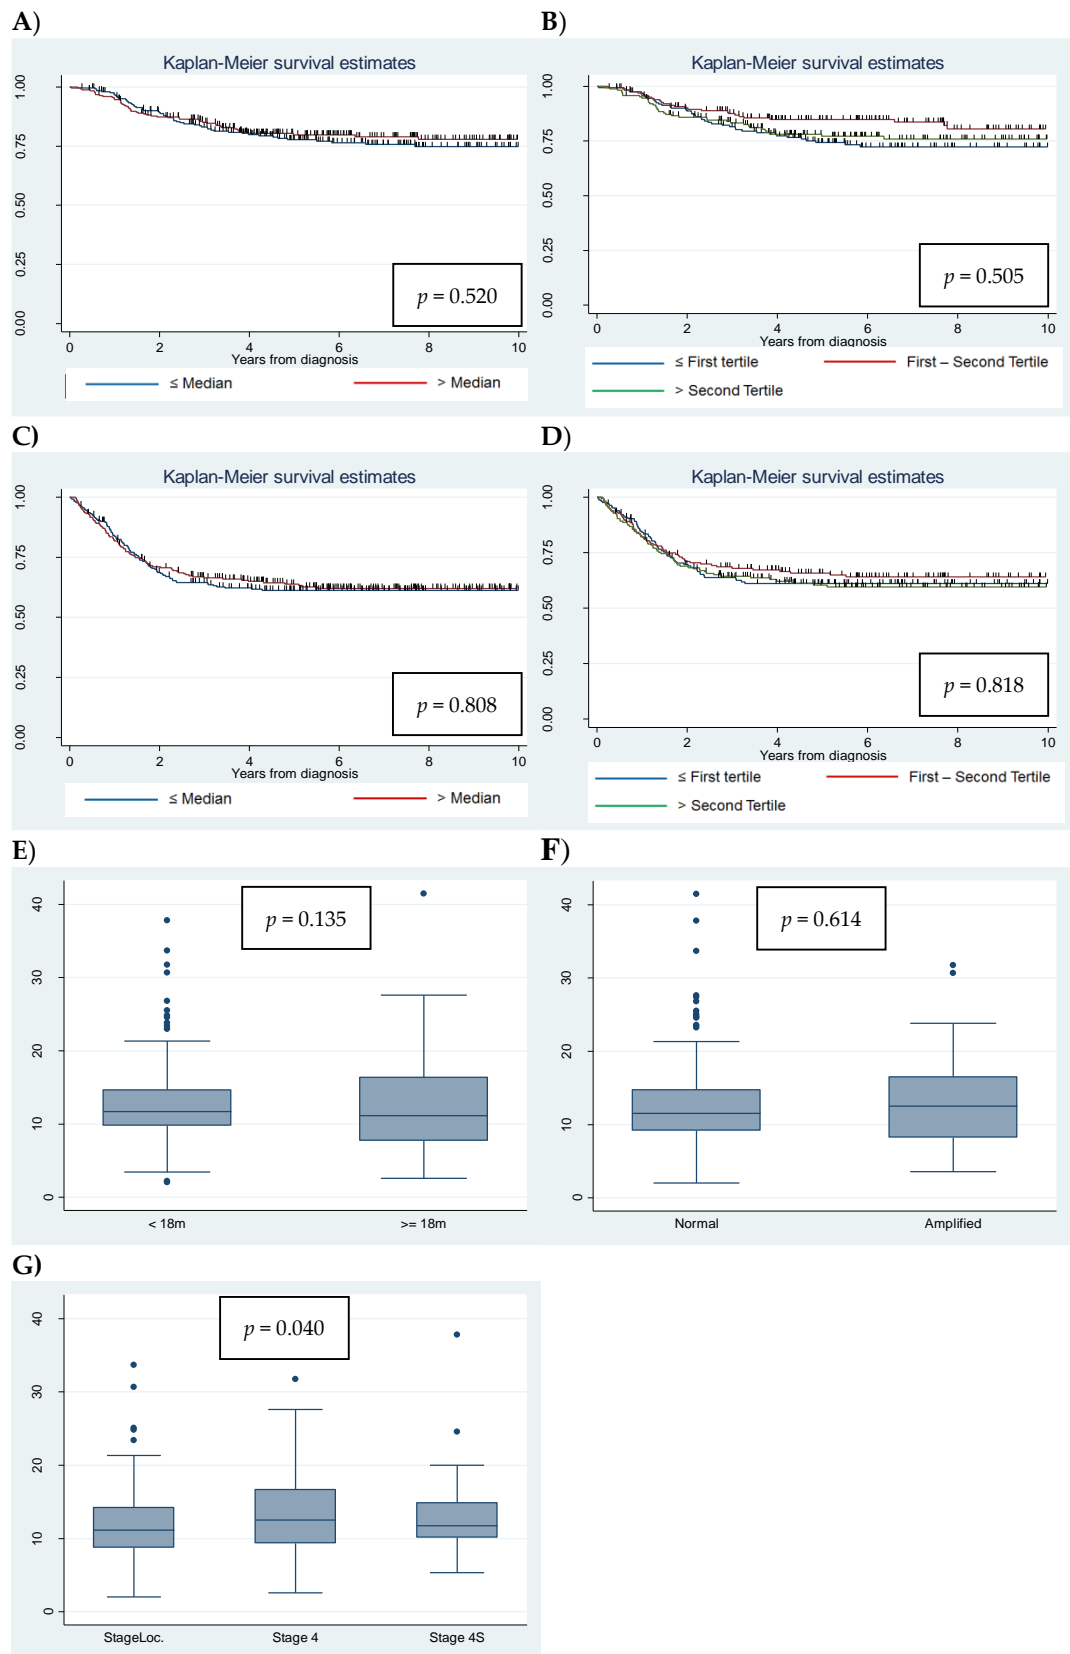 A)
Kaplan-Meier survival estimates
1.00
0.75
0.50
0.25
0.00
p = 0.520
0 2 4 6 8 10
Years from diagnosis
≤ Median > Median
B)
Kaplan-Meier survival estimates
1.00
0.75
0.50
0.25
0.00
p = 0.505
0 2 4 6 8 10
Years from diagnosis
≤ First tertile First – Second Tertile
> Second Tertile
C)
Kaplan-Meier survival estimates
1.00
0.75
0.50
0.25
0.00
p = 0.808
0 2 4 6 8 10
Years from diagnosis
≤ Median > Median
D)
Kaplan-Meier survival estimates
1.00
0.75
0.50
0.25
0.00
p = 0.818
0 2 4 6 8 10
Years from diagnosis
≤ First tertile First – Second Tertile
> Second Tertile
E)
p = 0.135
40
30
20
10
0
< 18m >= 18m
F)
p = 0.614
40
30
20
10
0
Normal Amplified
G)
p = 0.040
40
30
20
10
0
StageLoc. Stage 4 Stage 4S